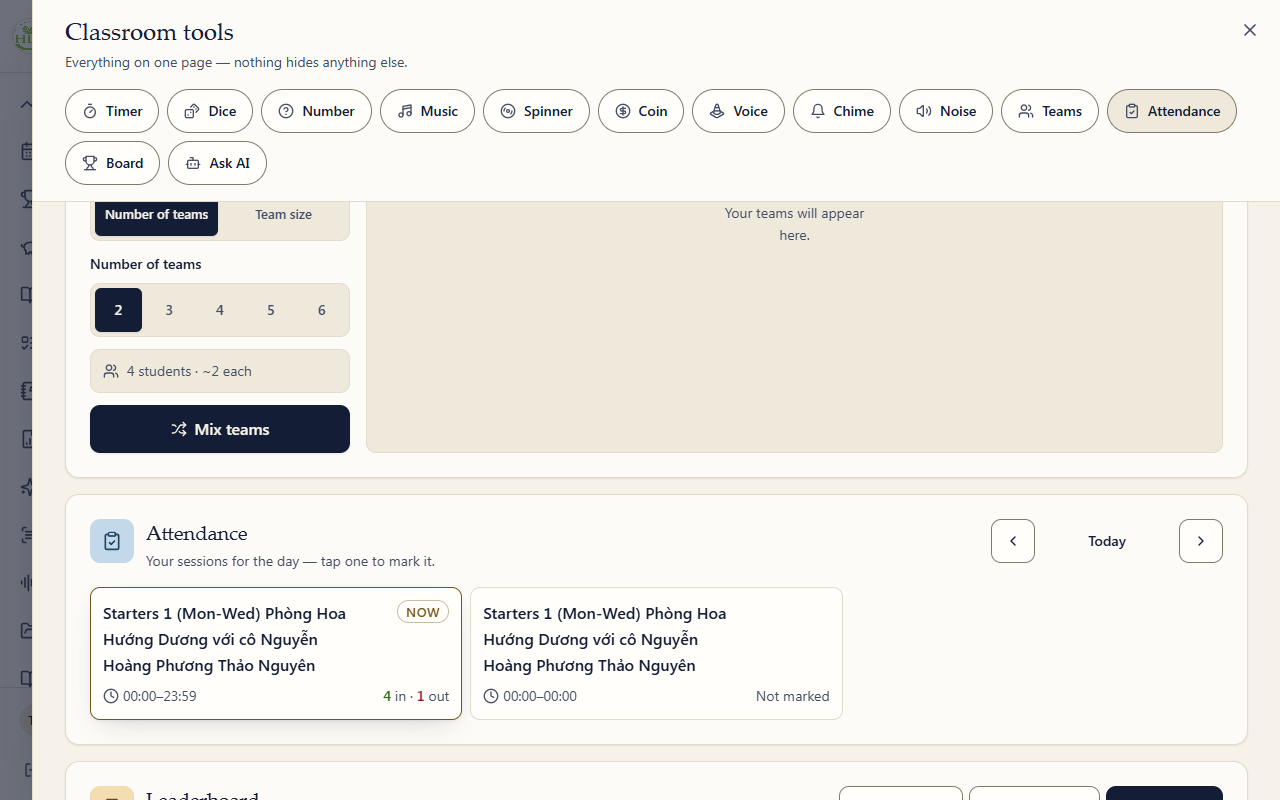 Classroom tools
Everything on one page — nothing hides anything else.
Timer
Dice
Number
Music
Spinner
Coin
Voice
Chime
Noise
Teams
Attendance
Board
Ask AI
Number of teams
Team size
Your teams will appear
here.
Number of teams
2 3 4 5 6
4 students · ~2 each
Mix teams
Attendance
Your sessions for the day — tap one to mark it.
Today
Starters 1 (Mon-Wed) Phòng Hoa
Hướng Dương với cô Nguyễn
Hoàng Phương Thảo Nguyên
NOW
00:00–23:59
4 in · 1 out
Starters 1 (Mon-Wed) Phòng Hoa
Hướng Dương với cô Nguyễn
Hoàng Phương Thảo Nguyên
00:00–00:00
Not marked
Leaderboard